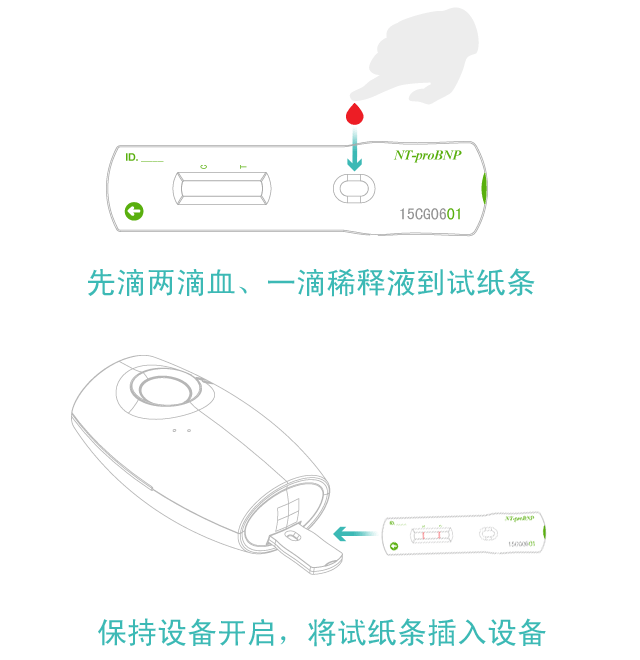 ID. ____
C
T
NT-proBNP
15CG0601
先滴两滴血、一滴稀释液到试纸条
ID. ____
NT-proBNP
15CG0601
保持设备开启，将试纸条插入设备